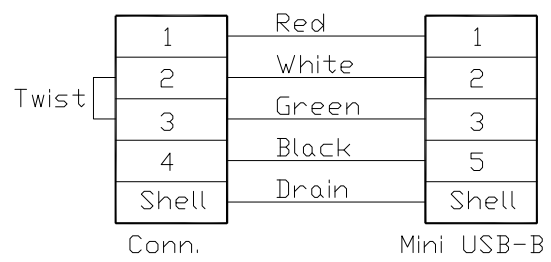 Red
1 1
White
2 2
Twist
Green
3 3
Black
4 5
Drain
Shell Shell
Conn. Mini USB-B